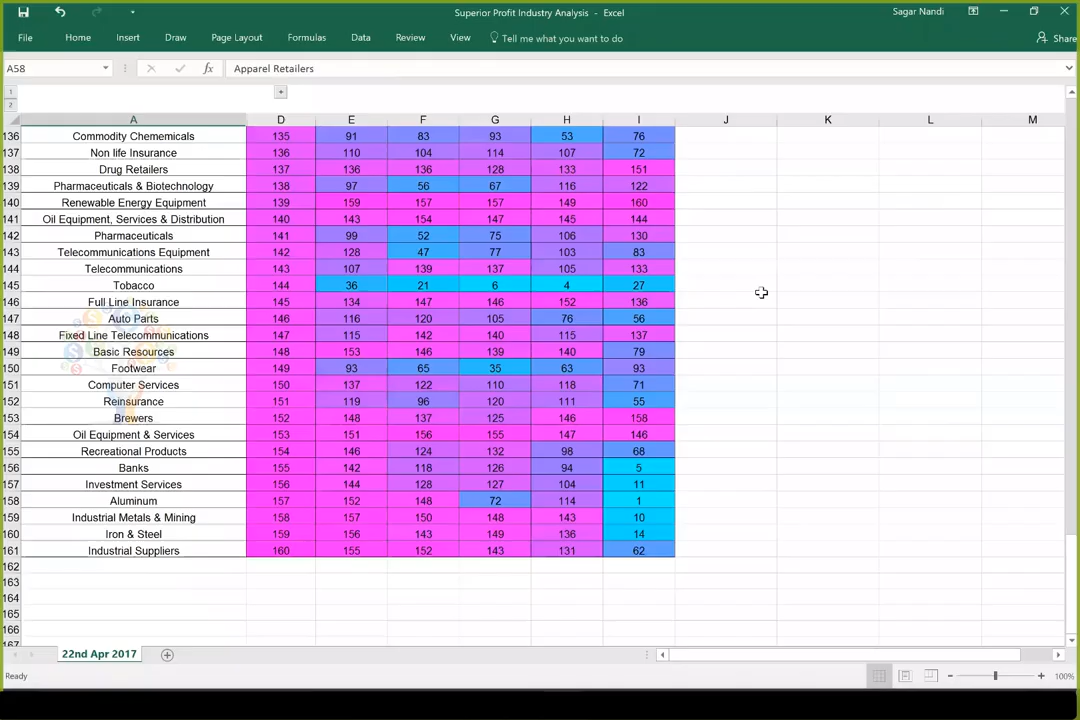 Superior Profit Industry Analysis - Excel
Sagar Nandi
File Home Insert Draw Page Layout Formulas Data Review View Tell me what you want to do
Share
A58 fx Apparel Retailers
1
2
A D E F G H I J K L M
136 Commodity Chememicals 135 91 83 93 53 76
137 Non life Insurance 136 110 104 114 107 72
138 Drug Retailers 137 136 136 128 133 151
139 Pharmaceuticals & Biotechnology 138 97 56 67 116 122
140 Renewable Energy Equipment 139 159 157 157 149 160
141 Oil Equipment, Services & Distribution 140 143 154 147 145 144
142 Pharmaceuticals 141 99 52 75 106 130
143 Telecommunications Equipment 142 128 47 77 103 83
144 Telecommunications 143 107 139 137 105 133
145 Tobacco 144 36 21 6 4 27
146 Full Line Insurance 145 134 147 146 152 136
147 Auto Parts 146 116 120 105 76 56
148 Fixed Line Telecommunications 147 115 142 140 115 137
149 Basic Resources 148 153 146 139 140 79
150 Footwear 149 93 65 35 63 93
151 Computer Services 150 137 122 110 118 71
152 Reinsurance 151 119 96 120 111 55
153 Brewers 152 148 137 125 146 158
154 Oil Equipment & Services 153 151 156 155 147 146
155 Recreational Products 154 146 124 132 98 68
156 Banks 155 142 118 126 94 5
157 Investment Services 156 144 128 127 104 11
158 Aluminum 157 152 148 72 114 1
159 Industrial Metals & Mining 158 157 150 148 143 10
160 Iron & Steel 159 156 143 149 136 14
161 Industrial Suppliers 160 155 152 143 131 62
162
163
164
165
166
167
22nd Apr 2017
Ready
100%